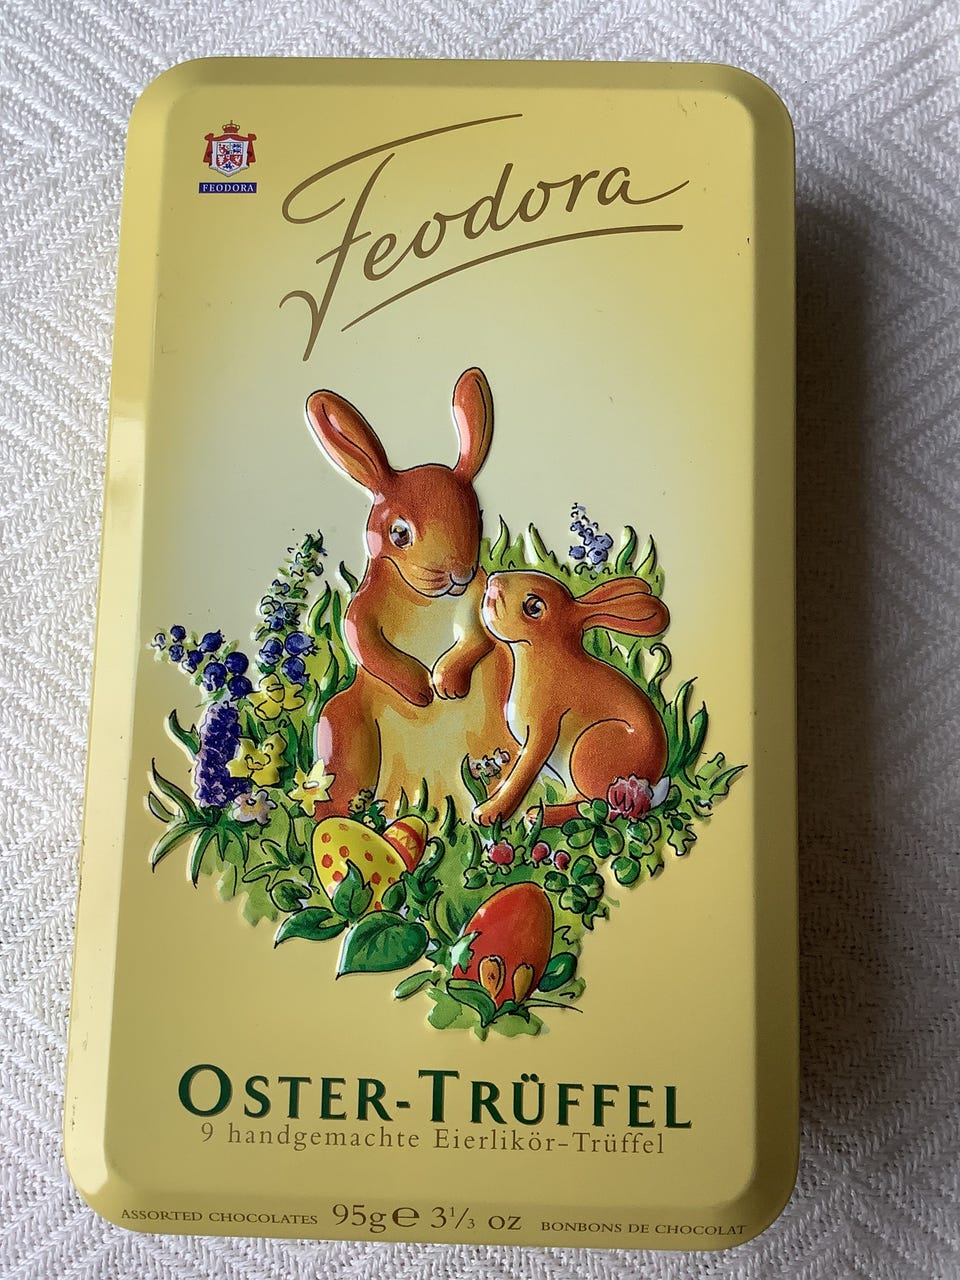 FEODORA
Feodora
OSTER-TRÜFFEL
9 handgemachte Eierlikör-Trüffel
ASSORTED CHOCOLATES 95g℮ 3⅓ oz BONBONS DE CHOCOLAT